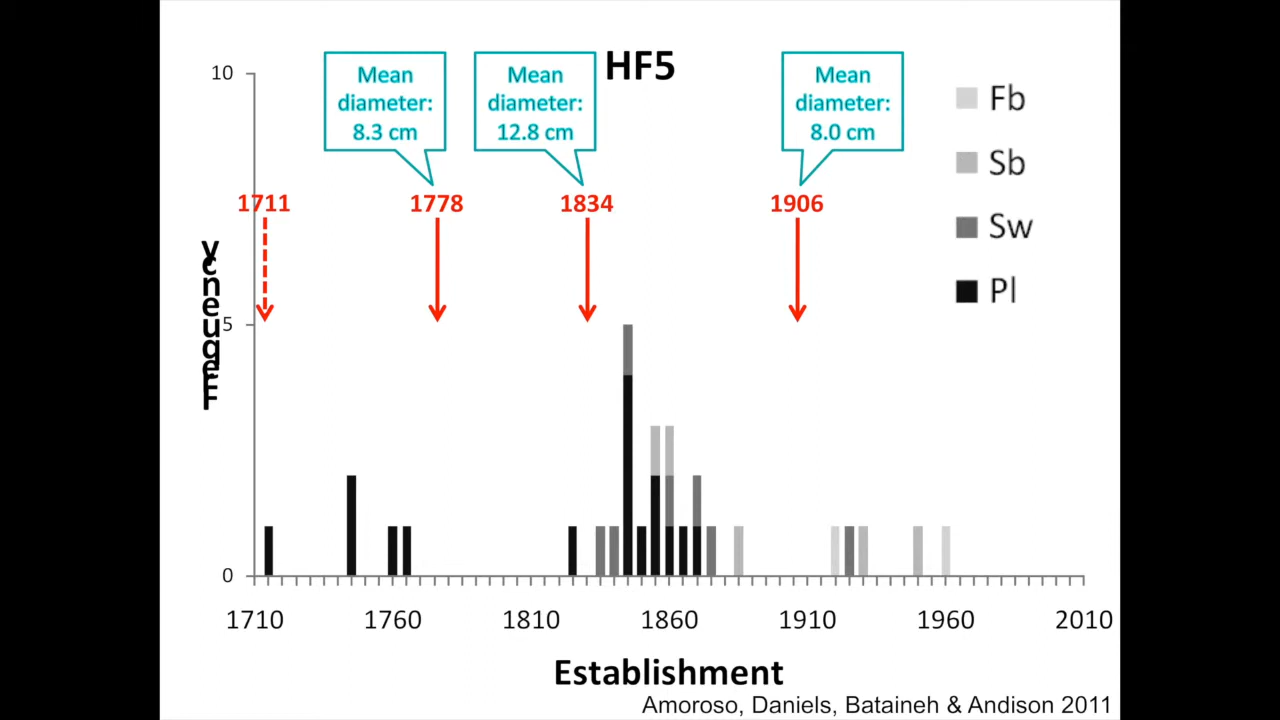 HF5
Mean
diameter:
8.3 cm
Mean
diameter:
12.8 cm
Mean
diameter:
8.0 cm
1711
1778
1834
1906
Fb
Sb
Sw
Pl
Frequency
10
5
0
1710
1760
1810
1860
1910
1960
2010
Establishment
Amoroso, Daniels, Bataineh & Andison 2011